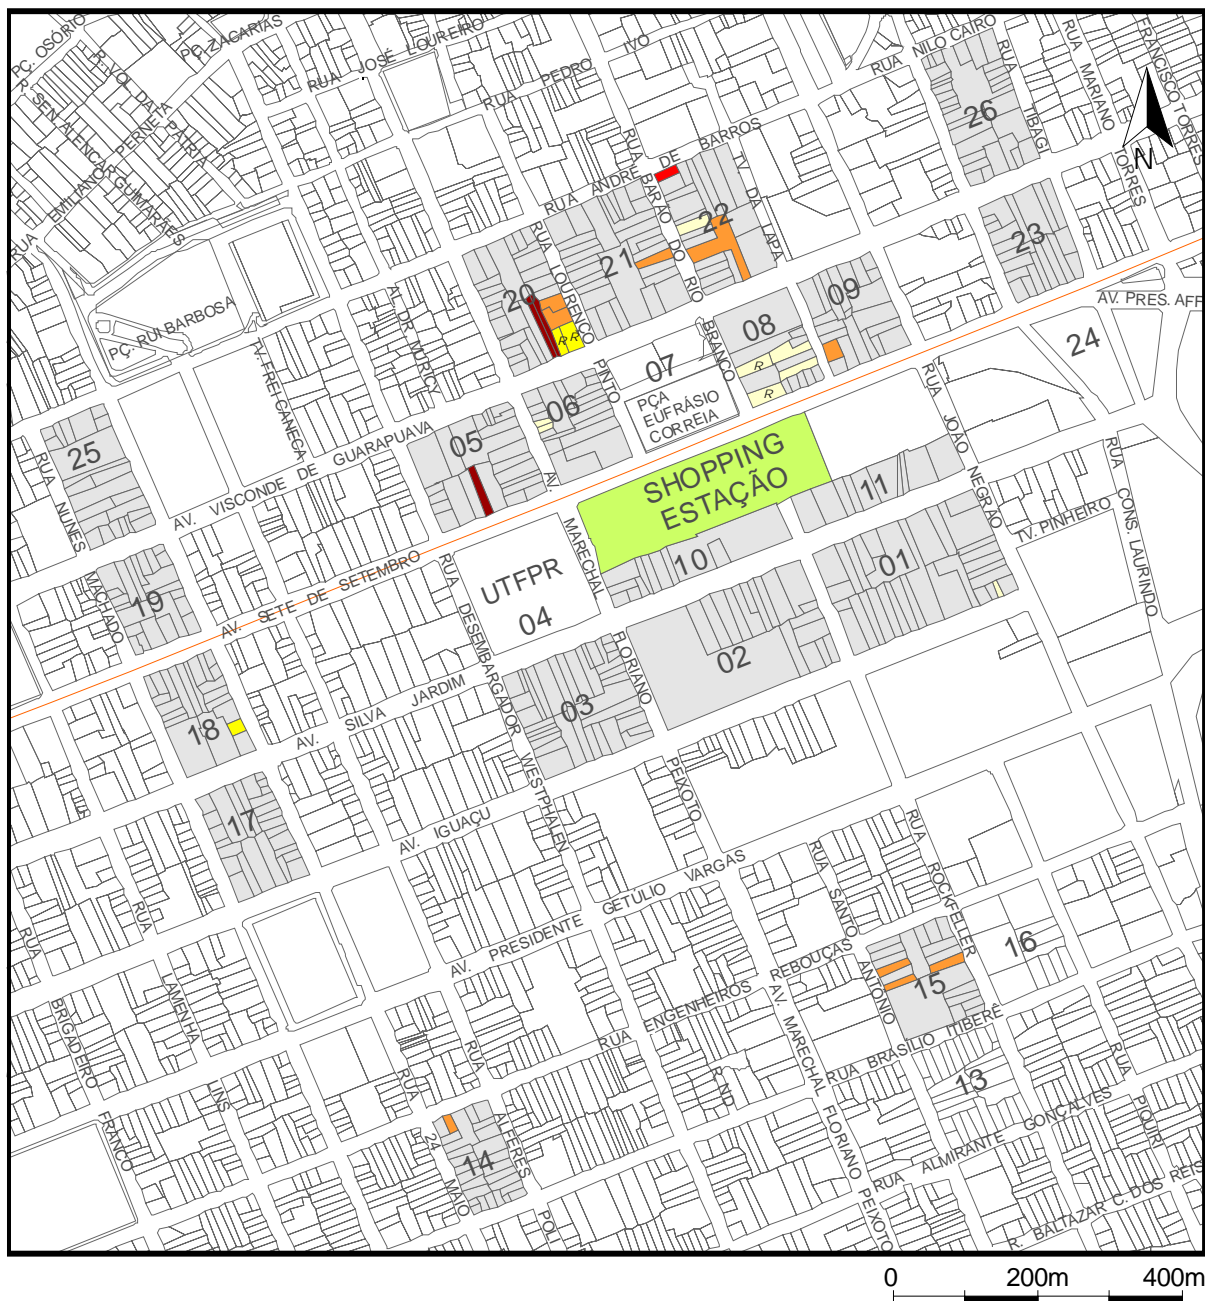 PÇ. OSÓRIO
R. VOL. DA PÁTRIA
PÇ. ZACARIAS
RUA JOSÉ LOUREIRO
RUA PEDRO IVO
RUA NILO CAIRO
RUA TIBAGI
RUA MARIANO TORRES
FRANCISCO TORRES
R. SEN ALENCAR GUIMARÃES
RUA EMILIANO PERNETA
RUA ANDRÉ DE BARROS
RUA BARÃO DO RIO BRANCO
TV. DA LAPA
26
N
23
22
21
20
RUA LOURENÇO PINTO
AL. DR. MURICY
PÇ. RUI BARBOSA
TV. FREI CANECA
09
08
07
PÇA
EUFRÁSIO
CORREIA
AV. PRES. AFF
24
06
05
25
AV. VISCONDE DE GUARAPUAVA
RUA NUNES MACHADO
SHOPPING
ESTAÇÃO
AV. MARECHAL FLORIANO PEIXOTO
RUA JOÃO NEGRÃO
11
10
01
TV. PINHEIRO
RUA CONS. LAURINDO
UTFPR
04
19
AV. SETE DE SETEMBRO
RUA DESEMBARGADOR WESTPHALEN
02
03
18
AV. SILVA JARDIM
17
AV. IGUAÇU
AV. PRESIDENTE GETÚLIO VARGAS
RUA SANTO ANTONIO
RUA ROCKFELLER
16
15
RUA ENGENHEIROS REBOUÇAS
RUA BRASÍLIO ITIBERÊ
RUA LAMENHA LINS
RUA BRIGADEIRO FRANCO
RUA 24 MAIO
RUA ALFERES POL.
14
13
R. ND
AV. MARECHAL FLORIANO PEIXOTO
RUA ALMIRANTE GONÇALVES
RUA PIQUIRI
R. BALTAZAR C. DOS REIS
R
R
R
R
0 200m 400m